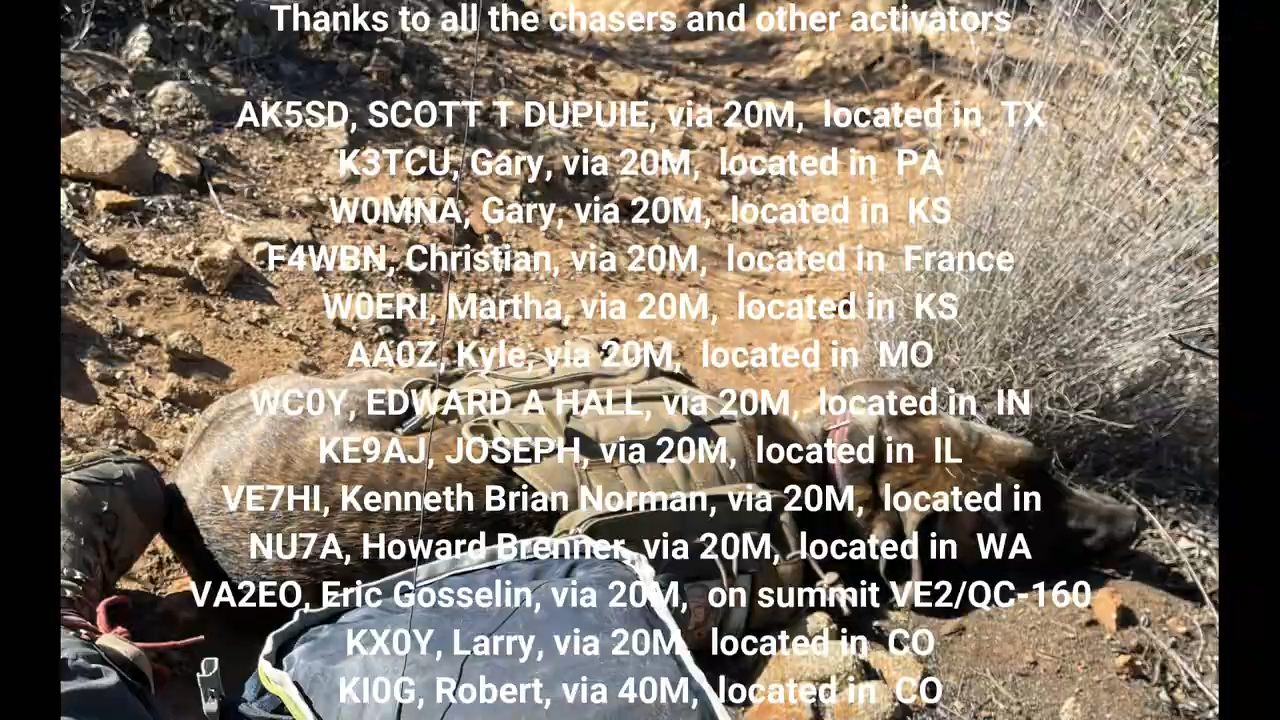 Thanks to all the chasers and other activators
AK5SD, SCOTT T DUPUIE, via 20M, located in TX
K3TCU, Gary, via 20M, located in PA
W0MNA, Gary, via 20M, located in KS
F4WBN, Christian, via 20M, located in France
W0ERI, Martha, via 20M, located in KS
AA0Z, Kyle, via 20M, located in MO
WC0Y, EDWARD A HALL, via 20M, located in IN
KE9AJ, JOSEPH, via 20M, located in IL
VE7HI, Kenneth Brian Norman, via 20M, located in
NU7A, Howard Brenner, via 20M, located in WA
VA2EO, Eric Gosselin, via 20M, on summit VE2/QC-160
KX0Y, Larry, via 20M, located in CO
KI0G, Robert, via 40M, located in CO